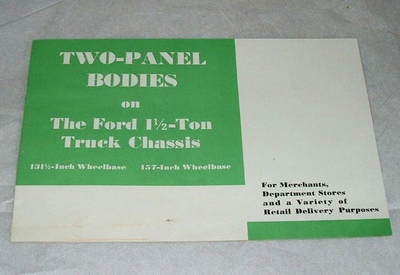 TWO-PANEL
BODIES
on
The Ford 1½-Ton
Truck Chassis
131½-Inch Wheelbase 157-Inch Wheelbase
For Merchants,
Department Stores
and a Variety of
Retail Delivery Purposes